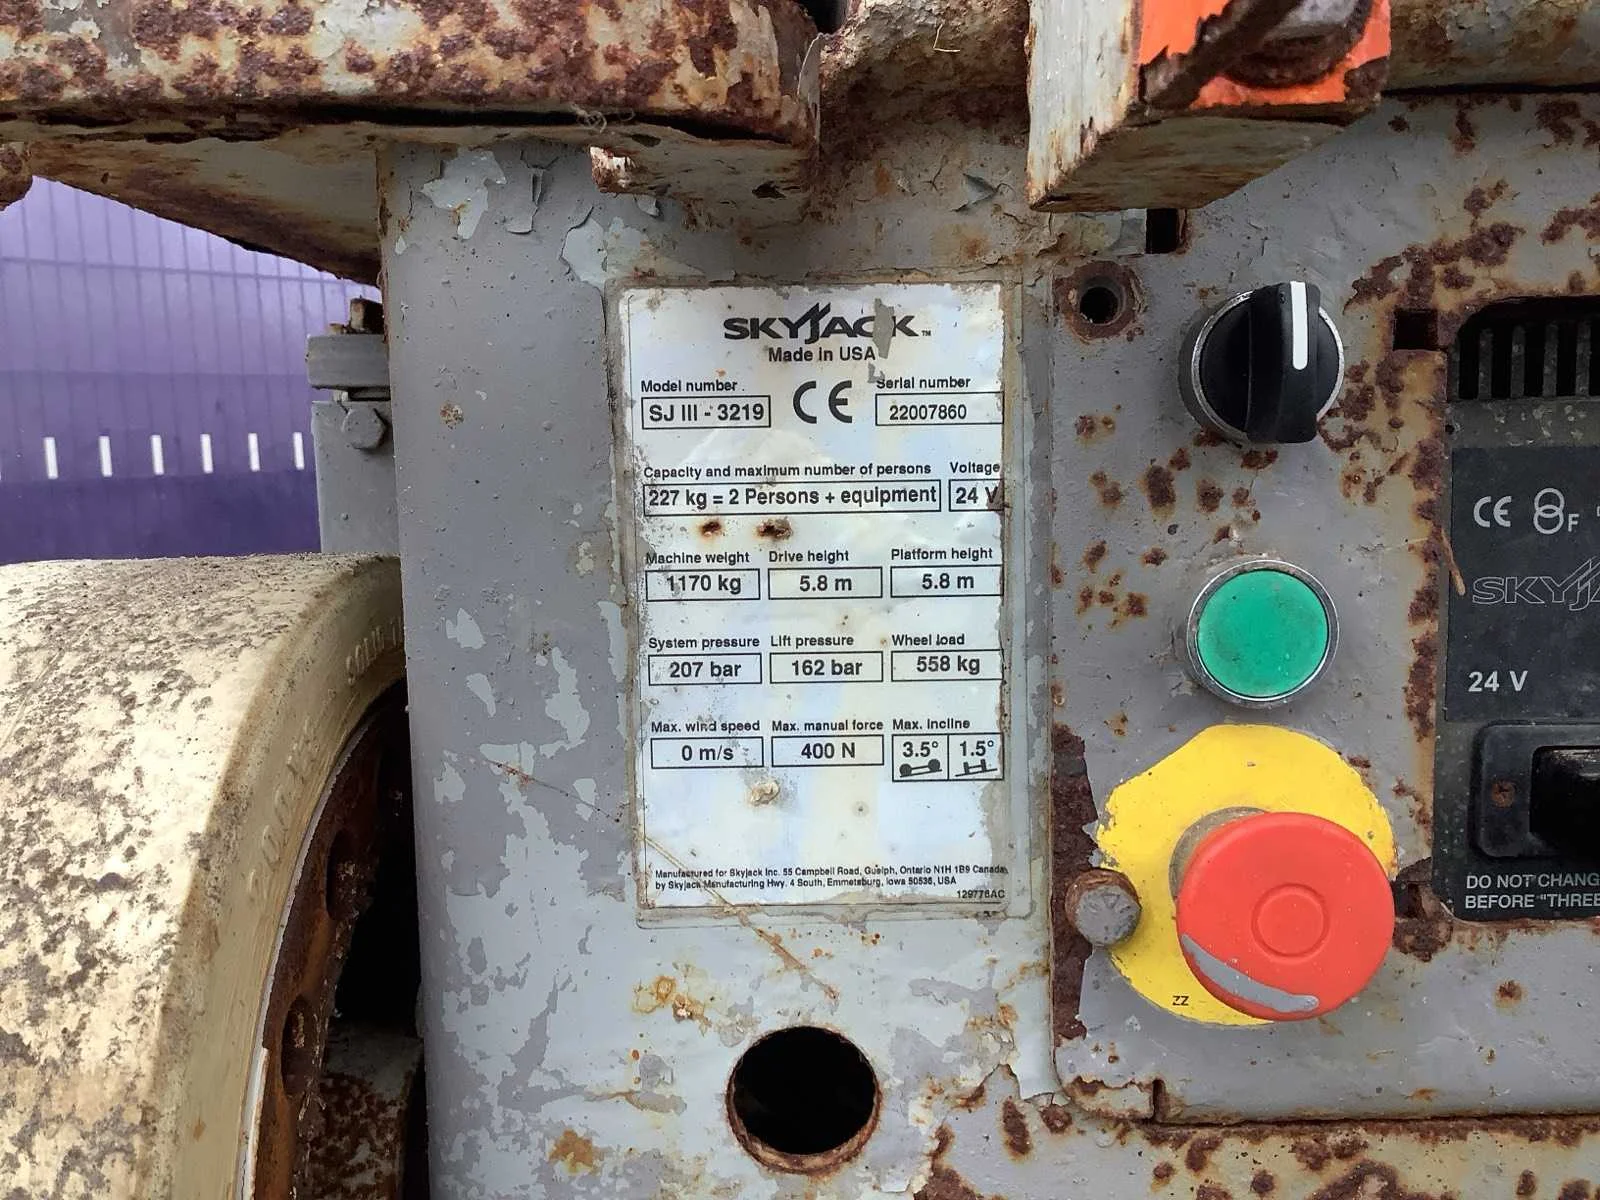 SKYJACK™
Made in USA
Model number
Serial number
SJ III - 3219
CE
22007860
Capacity and maximum number of persons
Voltage
227 kg = 2 Persons + equipment
24 V
Machine weight
Drive height
Platform height
1170 kg
5.8 m
5.8 m
System pressure
Lift pressure
Wheel load
207 bar
162 bar
558 kg
Max. wind speed
Max. manual force
Max. incline
0 m/s
400 N
3.5°
1.5°
Manufactured for Skyjack Inc. 55 Campbell Road, Guelph, Ontario N1H 1B9 Canada,
by Skyjack Manufacturing Hwy. 4 South, Emmetsburg, Iowa 50536, USA
129776AC
CE
F
SKYJA
24 V
DO NOT CHANG
BEFORE "THREE
ZZ